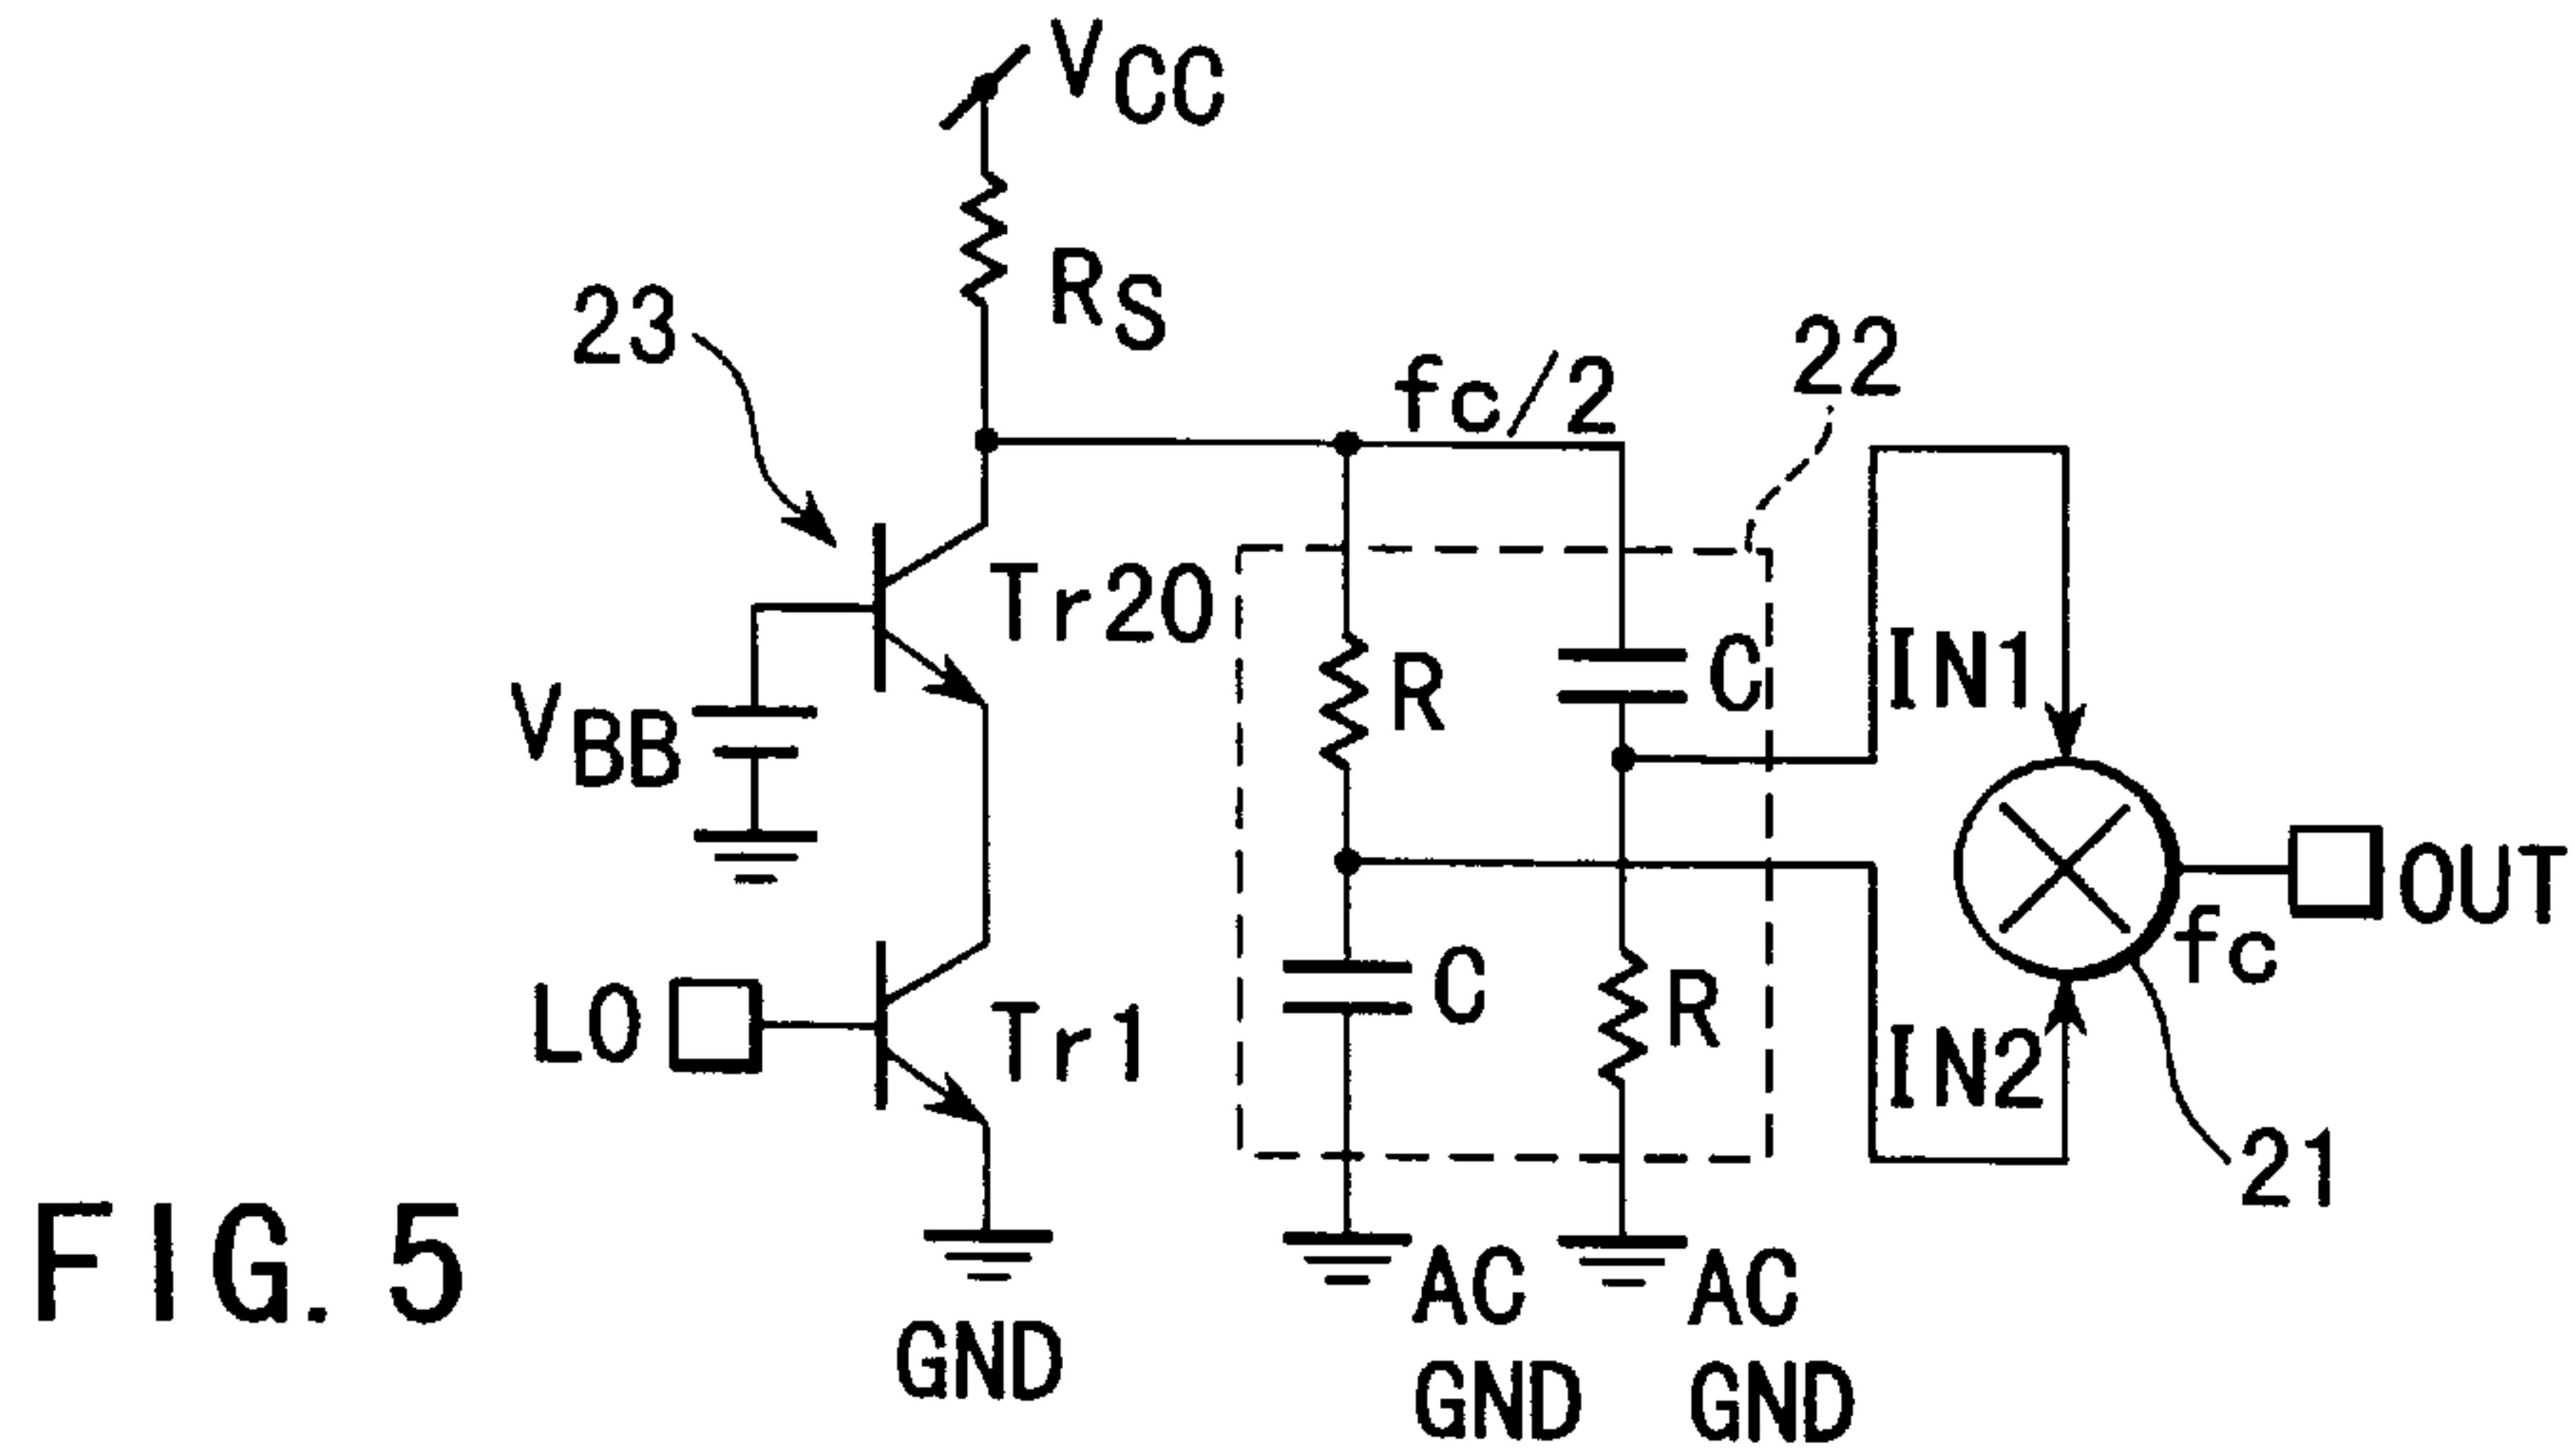 VCC
RS
23
fc/2
22
Tr20
R
C
IN1
VBB
OUT
fc
LO
Tr1
C
R
IN2
21
GND
AC
GND
AC
GND
FIG. 5